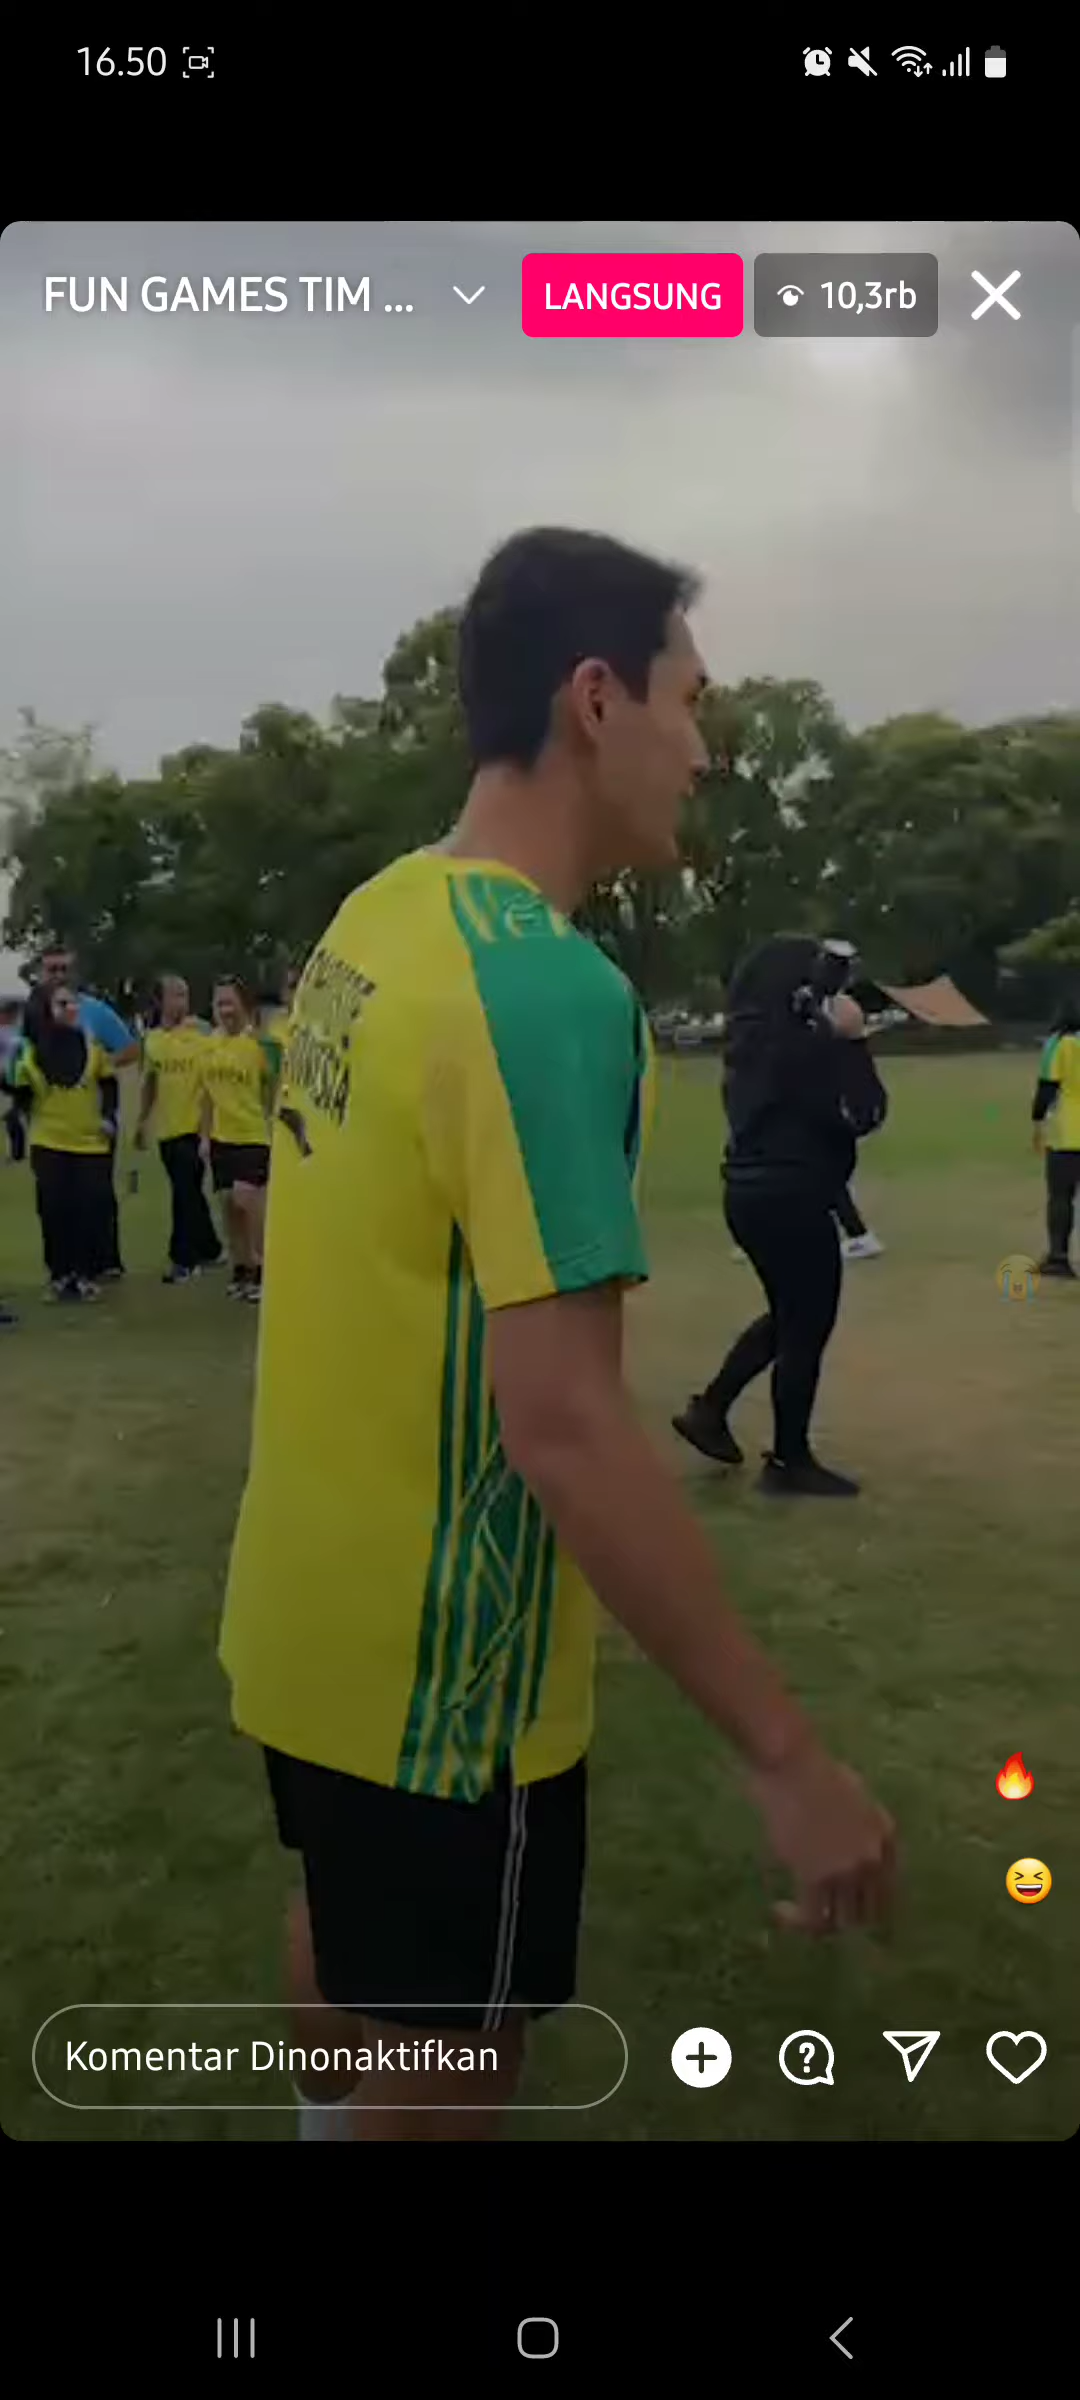 16.50
FUN GAMES TIM ...
LANGSUNG
10,3rb
Komentar Dinonaktifkan